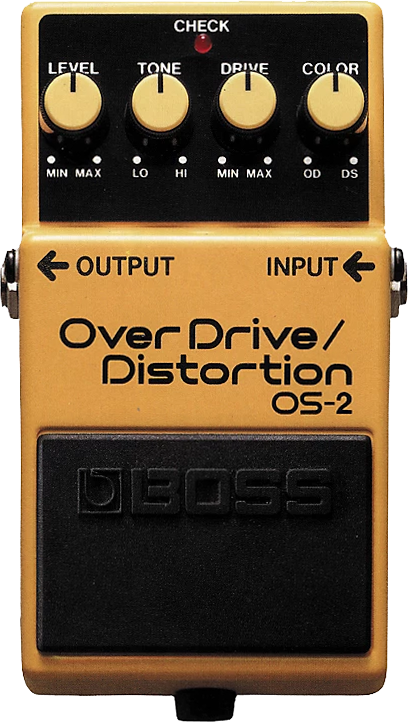 CHECK
LEVEL TONE DRIVE COLOR
MIN MAX LO HI MIN MAX OD DS
← OUTPUT INPUT ←
Over Drive/
Distortion
OS-2
BOSS